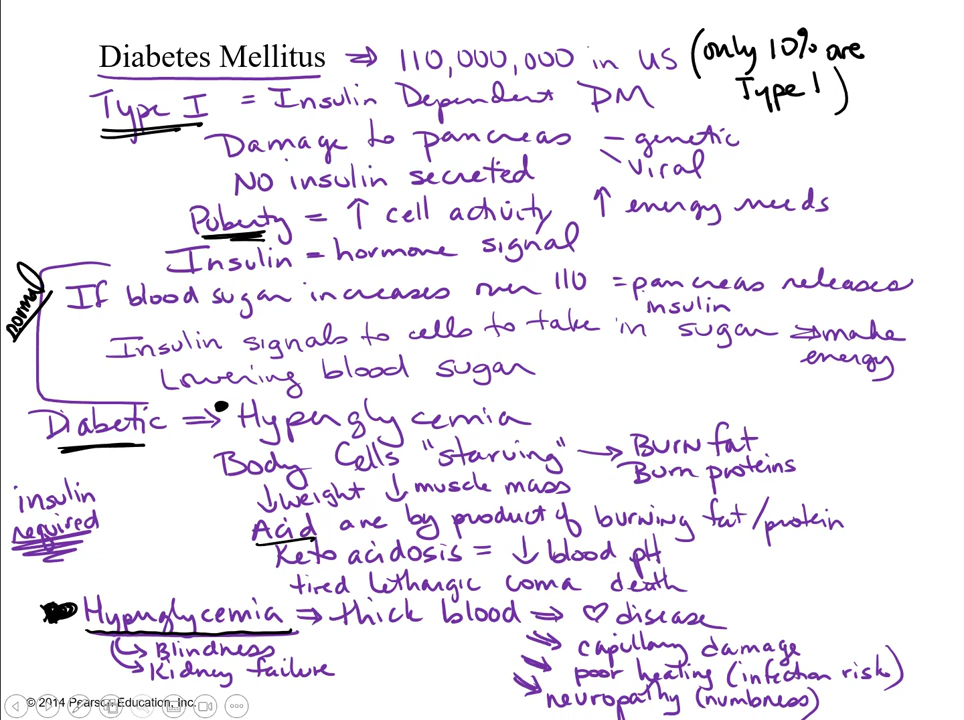 Diabetes Mellitus ⇒ 110,000,000 in US (only 10% are Type 1)
Type I = Insulin Dependent DM
Damage to pancreas - genetic
- viral
NO insulin secreted
Puberty = ↑ cell activity ↑ energy needs
Insulin = hormone signal
normal
If blood sugar increases over 110 = pancreas releases insulin
Insulin signals to cells to take in sugar ⇒ make energy
Lowering blood sugar
Diabetic ⇒ • Hyperglycemia
Body Cells "starving" → Burn fat
Burn proteins
insulin required
↓ weight ↓ muscle mass
Acid are by product of burning fat/protein
Keto acidosis = ↓ blood pH
tired lethargic coma death
Hyperglycemia ⇒ thick blood ⇒ ♡ disease
↳ Blindness
↳ Kidney failure
⇒ capillary damage
⇒ poor healing (infection risk)
⇒ neuropathy (numbness)
© 2014 Pearson Education, Inc.